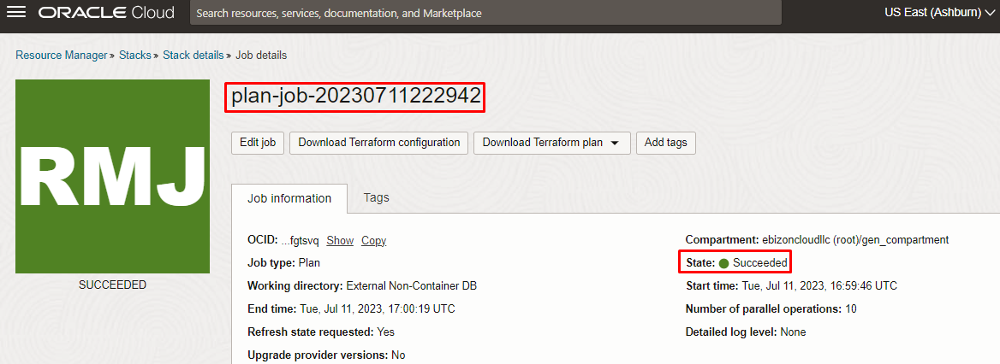 ORACLE Cloud Search resources, services, documentation, and Marketplace US East (Ashburn)
Resource Manager » Stacks » Stack details » Job details
RMJ
SUCCEEDED
plan-job-20230711222942
Edit job Download Terraform configuration Download Terraform plan Add tags
Job information Tags
OCID: ...fgtsvq Show Copy
Job type: Plan
Working directory: External Non-Container DB
End time: Tue, Jul 11, 2023, 17:00:19 UTC
Refresh state requested: Yes
Upgrade provider versions: No
Compartment: ebizoncloudllc (root)/gen_compartment
State: Succeeded
Start time: Tue, Jul 11, 2023, 16:59:46 UTC
Number of parallel operations: 10
Detailed log level: None